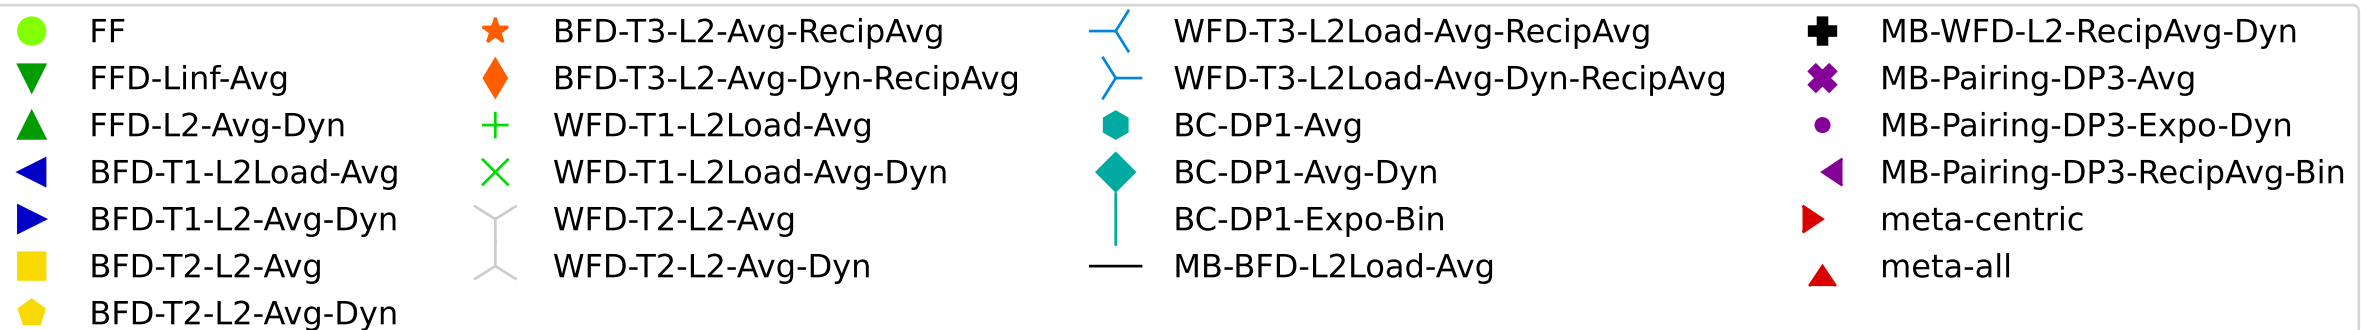 FF
FFD-Linf-Avg
FFD-L2-Avg-Dyn
BFD-T1-L2Load-Avg
BFD-T1-L2-Avg-Dyn
BFD-T2-L2-Avg
BFD-T2-L2-Avg-Dyn
BFD-T3-L2-Avg-RecipAvg
BFD-T3-L2-Avg-Dyn-RecipAvg
WFD-T1-L2Load-Avg
WFD-T1-L2Load-Avg-Dyn
WFD-T2-L2-Avg
WFD-T2-L2-Avg-Dyn
WFD-T3-L2Load-Avg-RecipAvg
WFD-T3-L2Load-Avg-Dyn-RecipAvg
BC-DP1-Avg
BC-DP1-Avg-Dyn
BC-DP1-Expo-Bin
MB-BFD-L2Load-Avg
MB-WFD-L2-RecipAvg-Dyn
MB-Pairing-DP3-Avg
MB-Pairing-DP3-Expo-Dyn
MB-Pairing-DP3-RecipAvg-Bin
meta-centric
meta-all